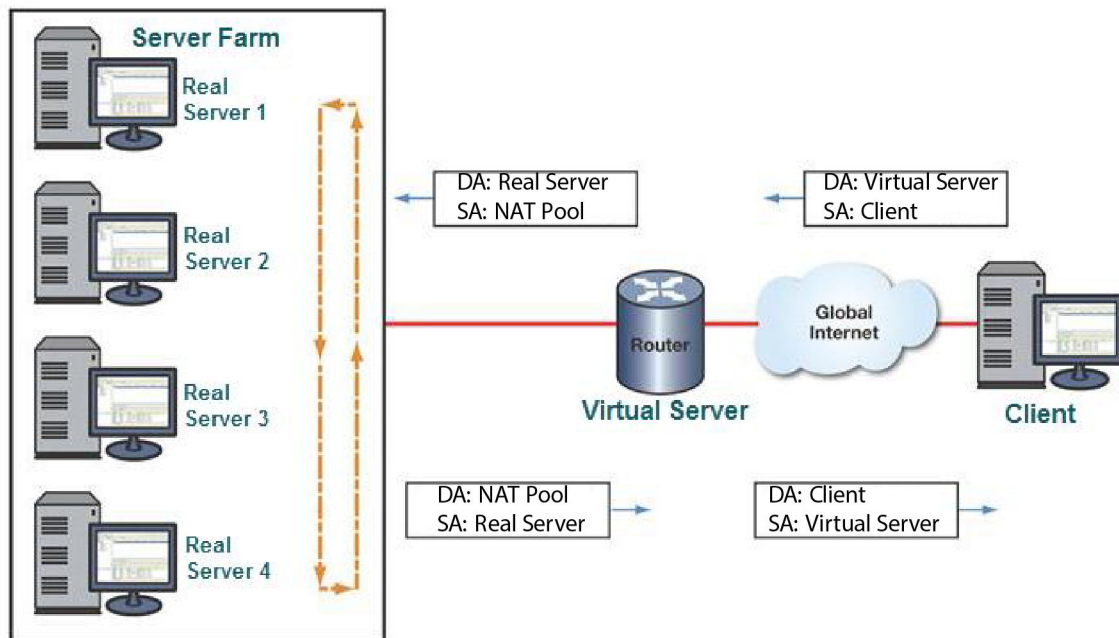 Server Farm
Real
Server 1
Real
Server 2
Real
Server 3
Real
Server 4
DA: Real Server
SA: NAT Pool
DA: Virtual Server
SA: Client
Router
Virtual Server
Global
Internet
Client
DA: NAT Pool
SA: Real Server
DA: Client
SA: Virtual Server